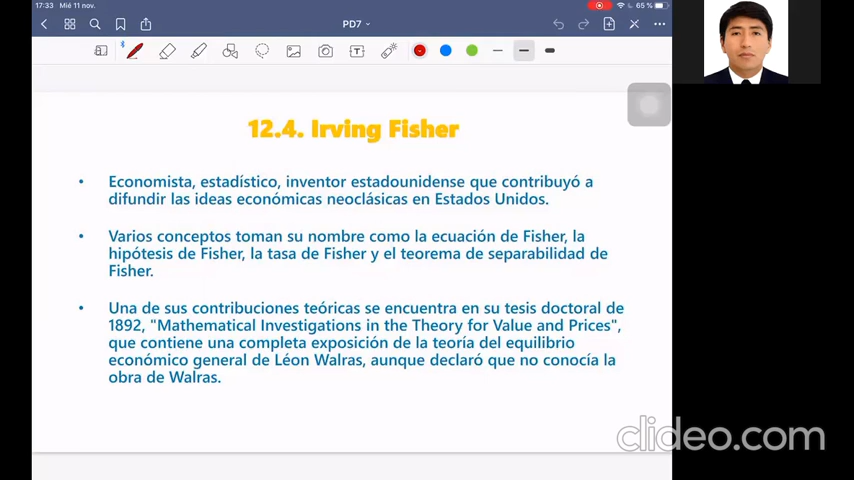 17:33 Mié 11 nov.
65 %
PD7
12.4. Irving Fisher
• Economista, estadístico, inventor estadounidense que contribuyó a
difundir las ideas económicas neoclásicas en Estados Unidos.
• Varios conceptos toman su nombre como la ecuación de Fisher, la
hipótesis de Fisher, la tasa de Fisher y el teorema de separabilidad de
Fisher.
• Una de sus contribuciones teóricas se encuentra en su tesis doctoral de
1892, "Mathematical Investigations in the Theory for Value and Prices",
que contiene una completa exposición de la teoría del equilibrio
económico general de Léon Walras, aunque declaró que no conocía la
obra de Walras.
clideo.com